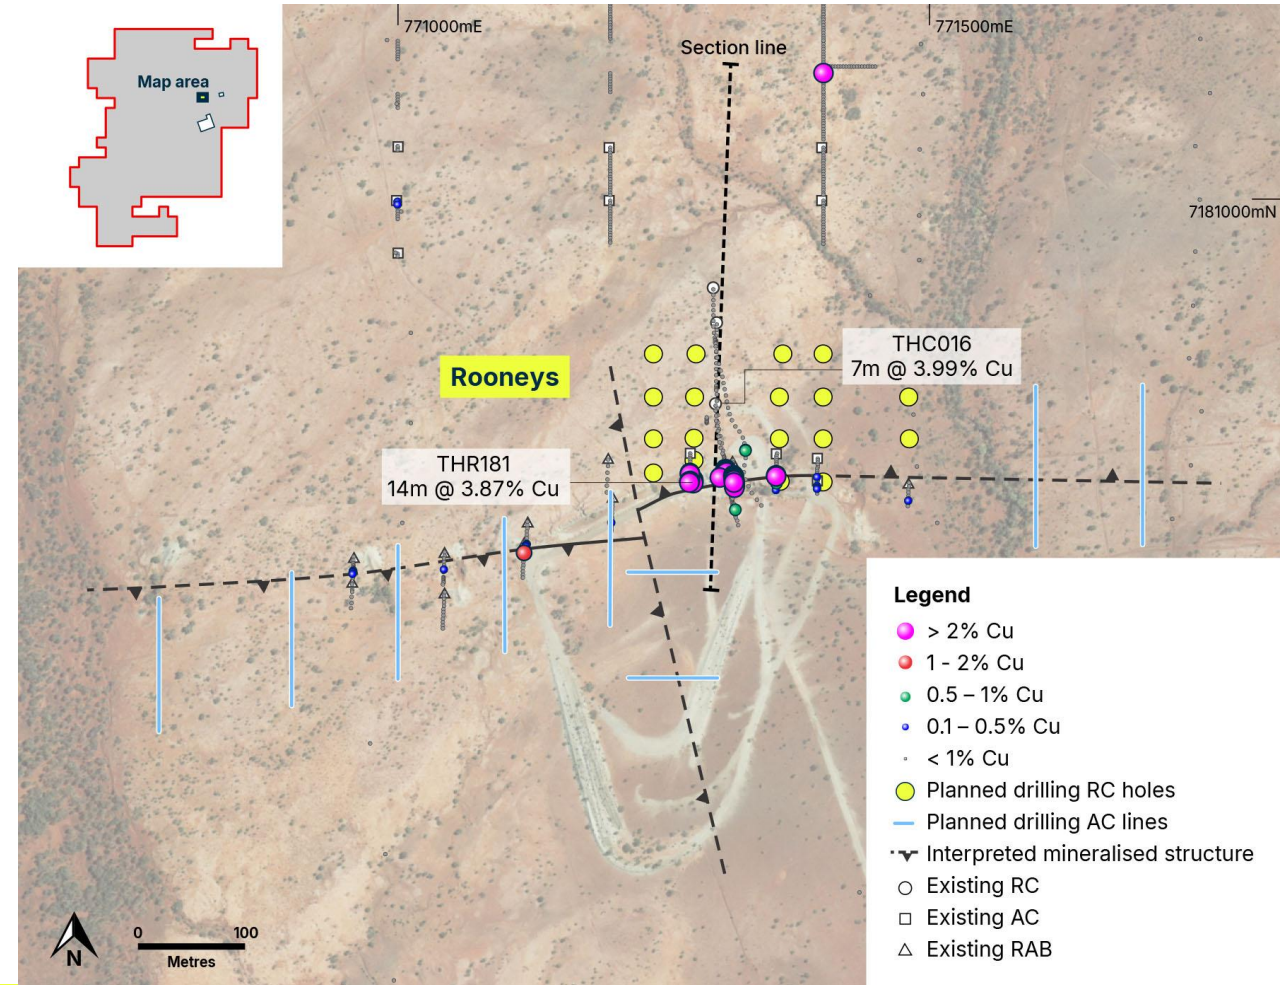 771000mE
771500mE
Section line
Map area
7181000mN
THC016
7m @ 3.99% Cu
Rooneys
THR181
14m @ 3.87% Cu
Legend
> 2% Cu
1 - 2% Cu
0.5 – 1% Cu
0.1 – 0.5% Cu
< 1% Cu
Planned drilling RC holes
Planned drilling AC lines
Interpreted mineralised structure
Existing RC
Existing AC
Existing RAB
0 100
Metres
N